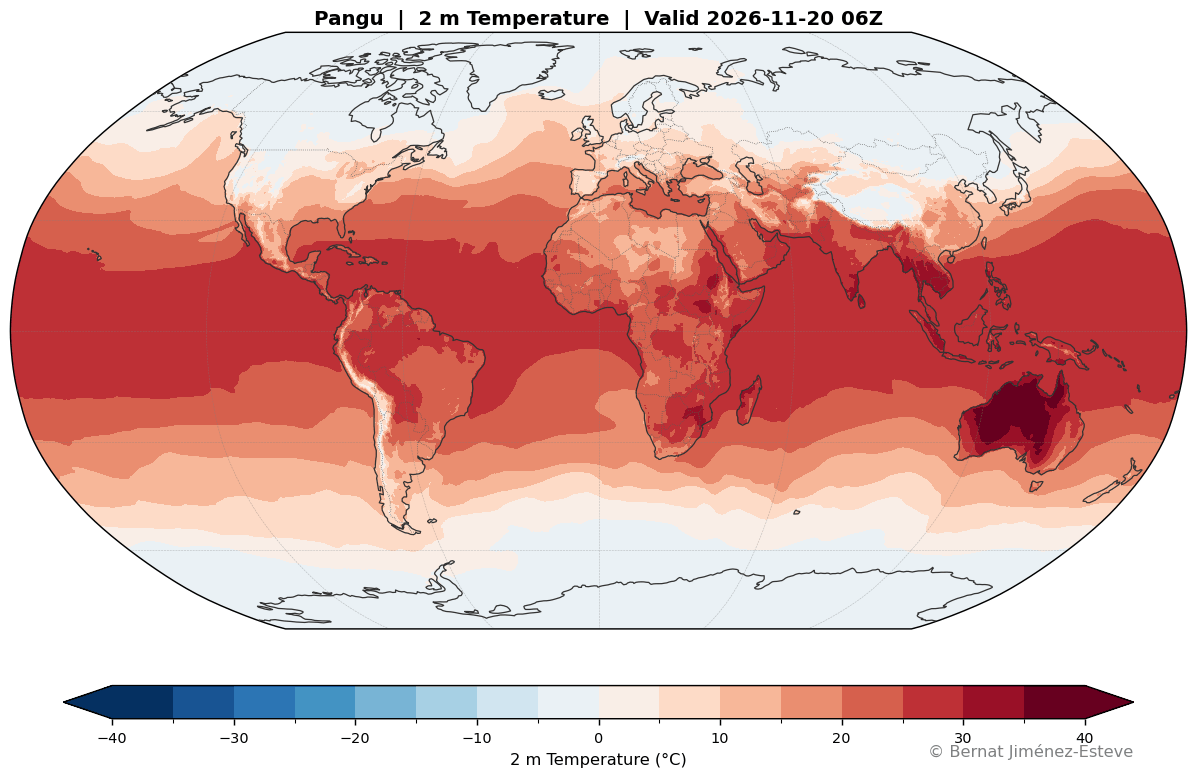 Pangu  |  2 m Temperature  |  Valid 2026-11-20 06Z
−40 −30 −20 −10 0 10 20 30 40
2 m Temperature (°C)
© Bernat Jiménez-Esteve